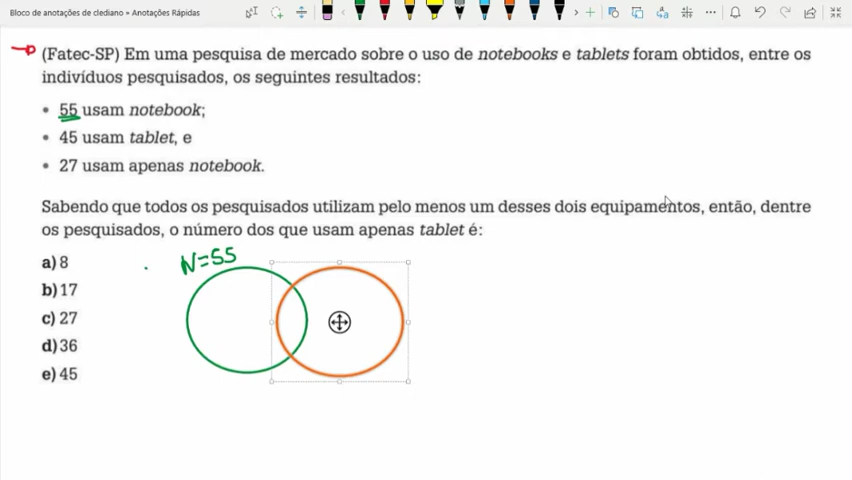 Bloco de anotações de clediano » Anotações Rápidas
(Fatec-SP) Em uma pesquisa de mercado sobre o uso de notebooks e tablets foram obtidos, entre os
indivíduos pesquisados, os seguintes resultados:
• 55 usam notebook;
• 45 usam tablet, e
• 27 usam apenas notebook.
Sabendo que todos os pesquisados utilizam pelo menos um desses dois equipamentos, então, dentre
os pesquisados, o número dos que usam apenas tablet é:
a) 8
b) 17
c) 27
d) 36
e) 45
N=55